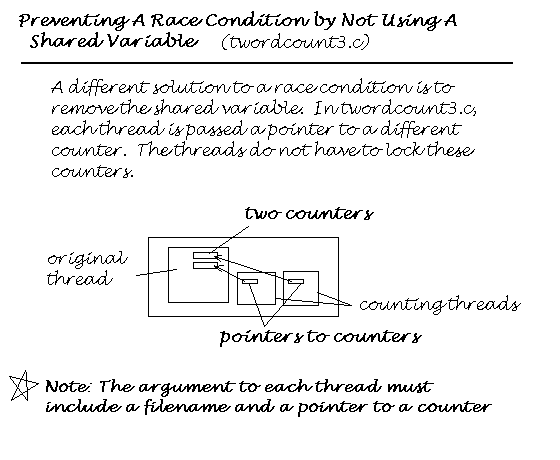 Preventing A Race Condition by Not Using A
Shared Variable (twordcount3.c)
A different solution to a race condition is to
remove the shared variable. In twordcount3.c,
each thread is passed a pointer to a different
counter. The threads do not have to lock these
counters.
two counters
original
thread
counting threads
pointers to counters
Note: The argument to each thread must
include a filename and a pointer to a counter